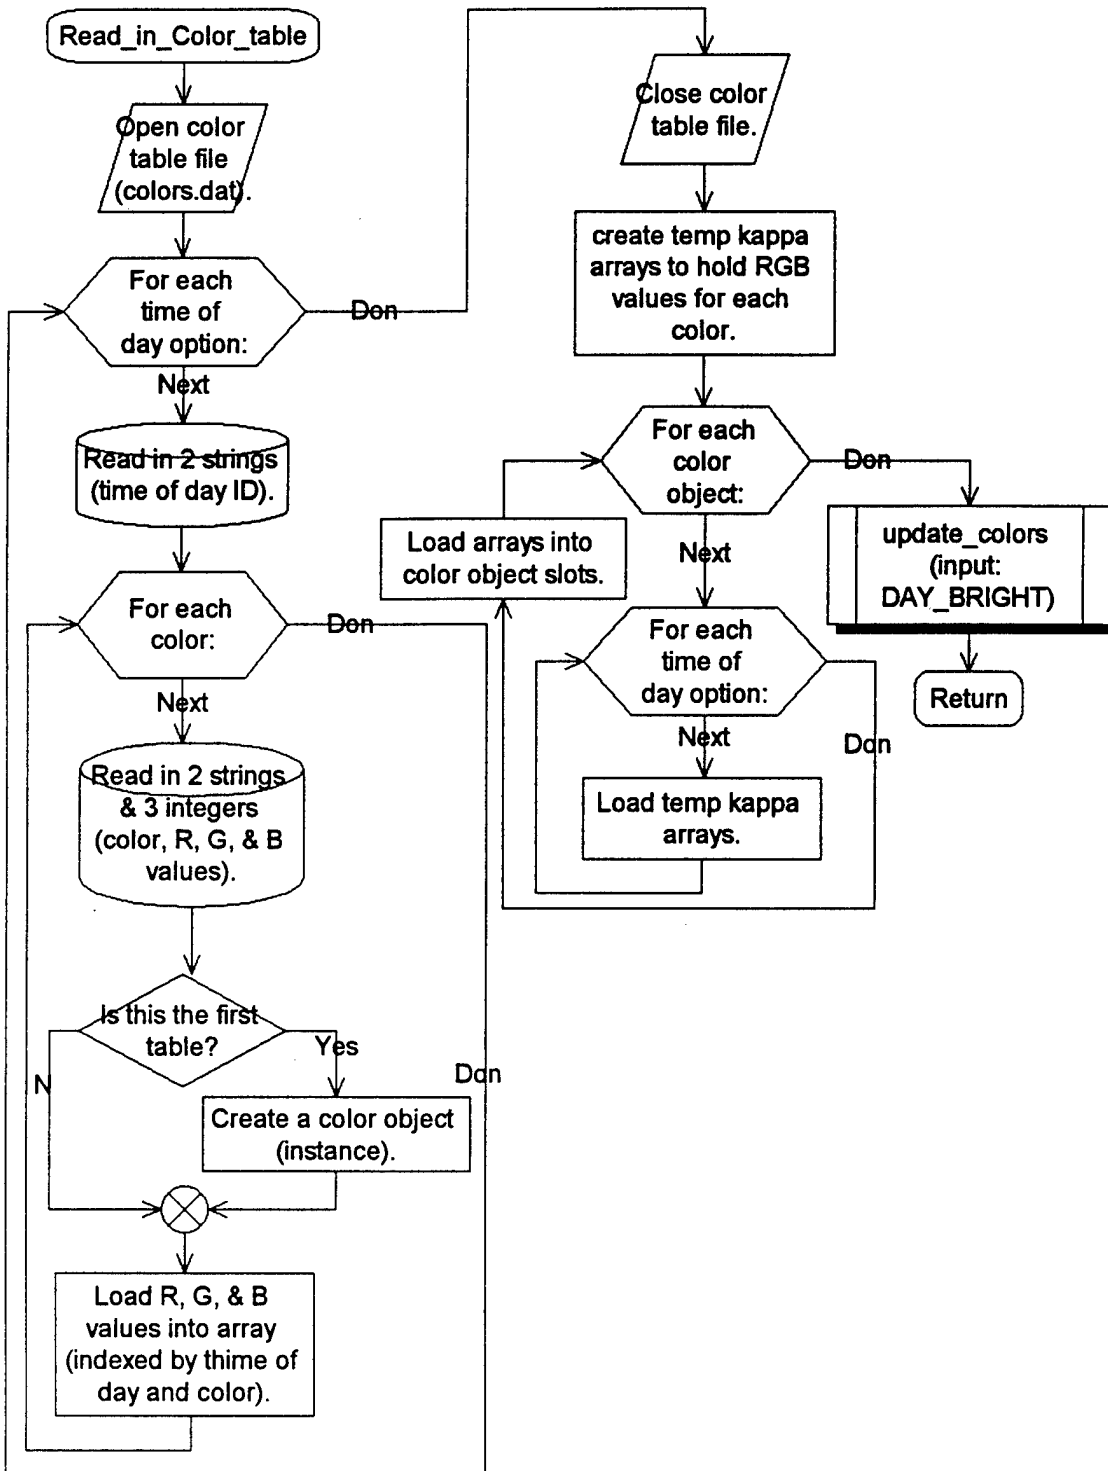 Read_in_Color_table
Open color
table file
(colors.dat).
For each
time of
day option:
Don
Next
Read in 2 strings
(time of day ID).
For each
color:
Don
Next
Read in 2 strings
& 3 integers
(color, R, G, & B
values).
Is this the first
table?
Yes
N
Don
Create a color object
(instance).
Load R, G, & B
values into array
(indexed by thime of
day and color).
Close color
table file.
create temp kappa
arrays to hold RGB
values for each
color.
For each
color
object:
Don
Next
Load arrays into
color object slots.
For each
time of
day option:
Don
Next
Load temp kappa
arrays.
update_colors
(input:
DAY_BRIGHT)
Return